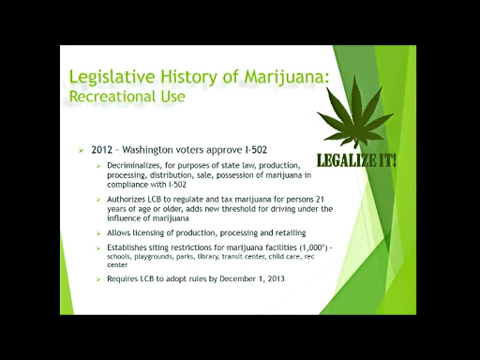 Legislative History of Marijuana:
Recreational Use
2012 – Washington voters approve I-502
Decriminalizes, for purposes of state law, production,
processing, distribution, sale, possession of marijuana in
compliance with I-502
Authorizes LCB to regulate and tax marijuana for persons 21
years of age or older, adds new threshold for driving under the
influence of marijuana
Allows licensing of production, processing and retailing
Establishes siting restrictions for marijuana facilities (1,000') –
schools, playgrounds, parks, library, transit center, child care, rec
center
Requires LCB to adopt rules by December 1, 2013
LEGALIZE IT!